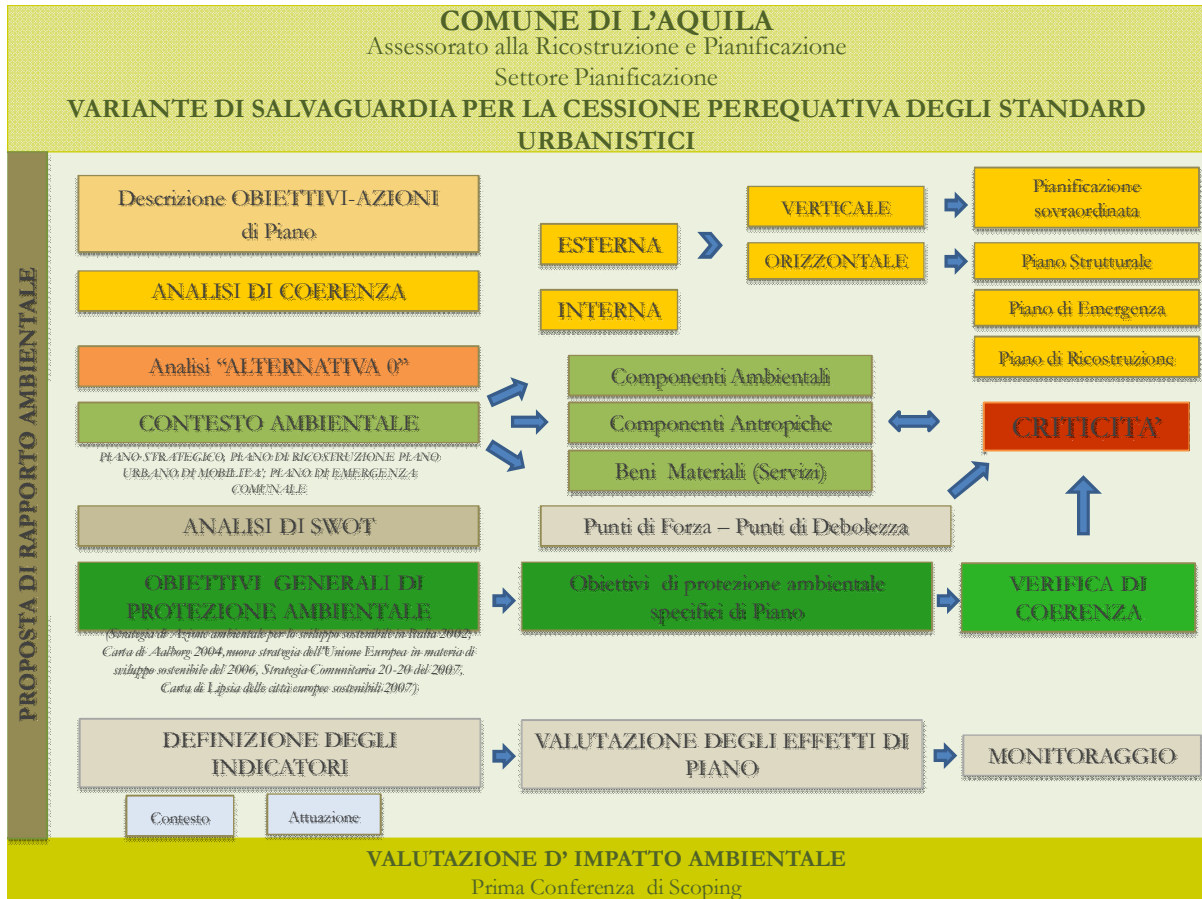 COMUNE DI L'AQUILA
Assessorato alla Ricostruzione e Pianificazione
Settore Pianificazione
VARIANTE DI SALVAGUARDIA PER LA CESSIONE PEREQUATIVA DEGLI STANDARD
URBANISTICI
PROPOSTA DI RAPPORTO AMBIENTALE
Descrizione OBIETTIVI-AZIONI
di Piano
ANALISI DI COERENZA
ESTERNA
INTERNA
VERTICALE
ORIZZONTALE
Pianificazione
sovraordinata
Piano Strutturale
Piano di Emergenza
Piano di Ricostruzione
Analisi “ALTERNATIVA 0”
CONTESTO AMBIENTALE
PIANO STRATEGICO, PIANO DI RICOSTRUZIONE PIANO
URBANO DI MOBILITA', PIANO DI EMERGENZA
COMUNALE
Componenti Ambientali
Componenti Antropiche
Beni Materiali (Servizi)
CRITICITA'
ANALISI DI SWOT
Punti di Forza – Punti di Debolezza
OBIETTIVI GENERALI DI
PROTEZIONE AMBIENTALE
(Strategia di Azione ambientale per lo sviluppo sostenibile in Italia 2002;
Carta di Aalborg 2004,nuova strategia dell'Unione Europea in materia di
sviluppo sostenibile del 2006, Strategia Comunitaria 20-20 del 2007,
Carta di Lipsia delle città europee sostenibili 2007)
Obiettivi di protezione ambientale
specifici di Piano
VERIFICA DI
COERENZA
DEFINIZIONE DEGLI
INDICATORI
VALUTAZIONE DEGLI EFFETTI DI
PIANO
MONITORAGGIO
Contesto
Attuazione
VALUTAZIONE D' IMPATTO AMBIENTALE
Prima Conferenza di Scoping